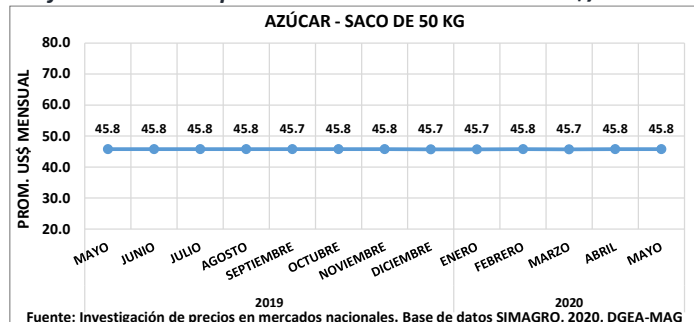 AZÚCAR - SACO DE 50 KG
PROM. US$ MENSUAL
80.0
70.0
60.0
50.0
40.0
30.0
20.0
45.8 45.8 45.8 45.8 45.7 45.8 45.8 45.7 45.7 45.8 45.7 45.8 45.8
MAYO JUNIO JULIO AGOSTO SEPTIEMBRE OCTUBRE NOVIEMBRE DICIEMBRE ENERO FEBRERO MARZO ABRIL MAYO
2019 2020
Fuente: Investigación de precios en mercados nacionales. Base de datos SIMAGRO. 2020. DGEA-MAG